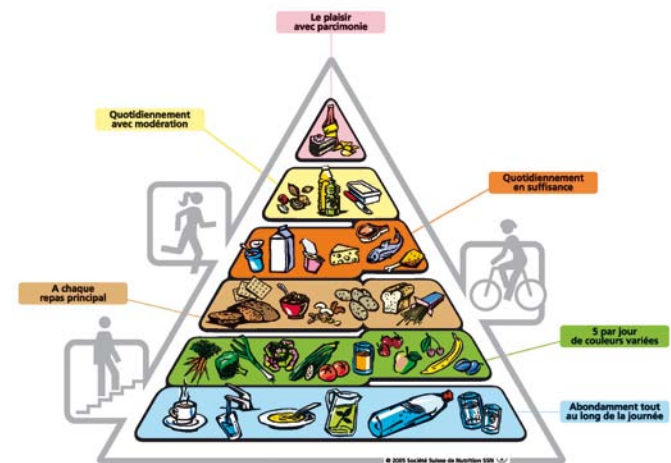 Le plaisir
avec parcimonie
Quotidiennement
avec modération
Quotidiennement
en suffisance
A chaque
repas principal
5 par jour
de couleurs variées
Abondamment tout
au long de la journée
© 2005 Société Suisse de Nutrition SSN